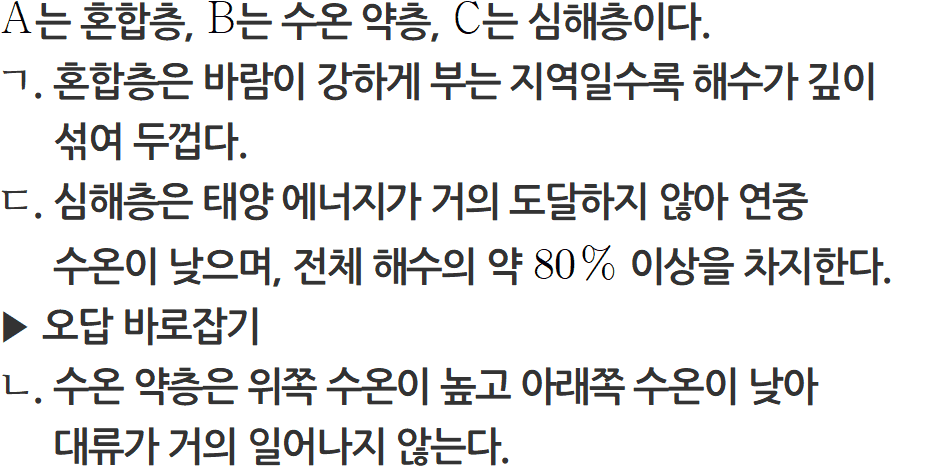 A는 혼합층, B는 수온 약층, C는 심해층이다.
ㄱ. 혼합층은 바람이 강하게 부는 지역일수록 해수가 깊이
섞여 두껍다.
ㄷ. 심해층은 태양 에너지가 거의 도달하지 않아 연중
수온이 낮으며, 전체 해수의 약 80% 이상을 차지한다.
▶ 오답 바로잡기
ㄴ. 수온 약층은 위쪽 수온이 높고 아래쪽 수온이 낮아
대류가 거의 일어나지 않는다.